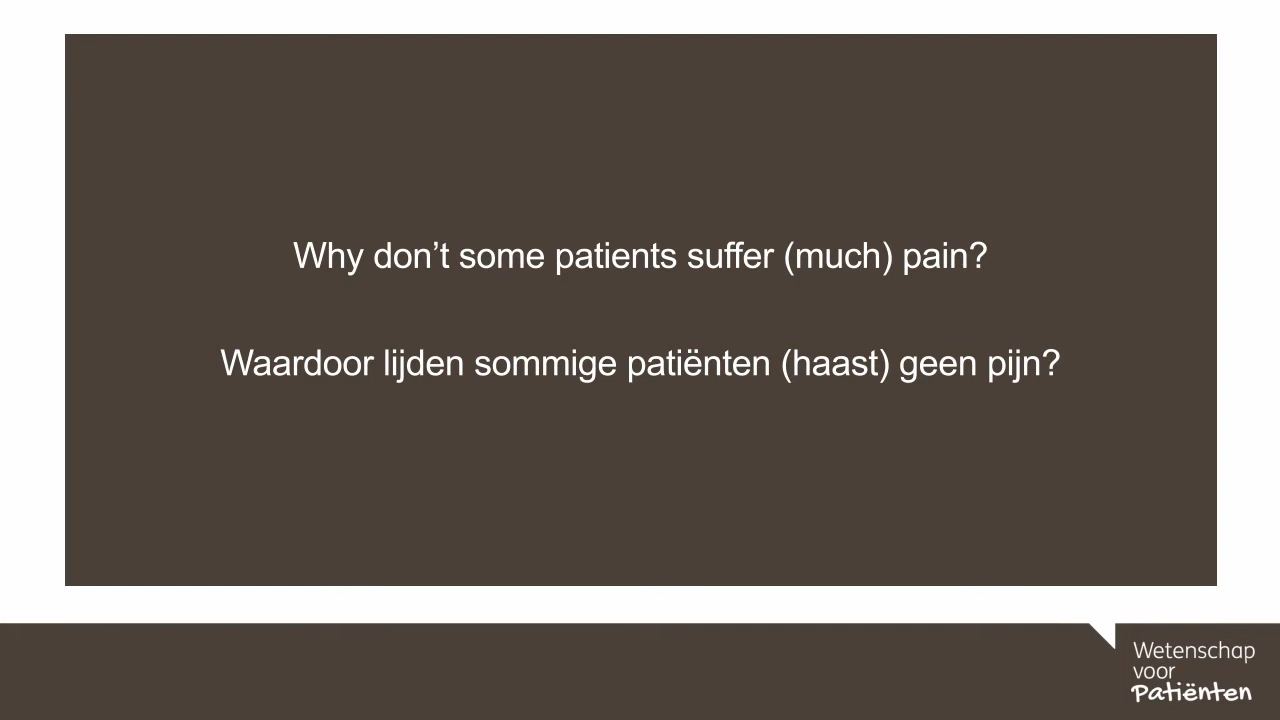 Why don’t some patients suffer (much) pain?
Waardoor lijden sommige patiënten (haast) geen pijn?
Wetenschap
voor
Patiënten